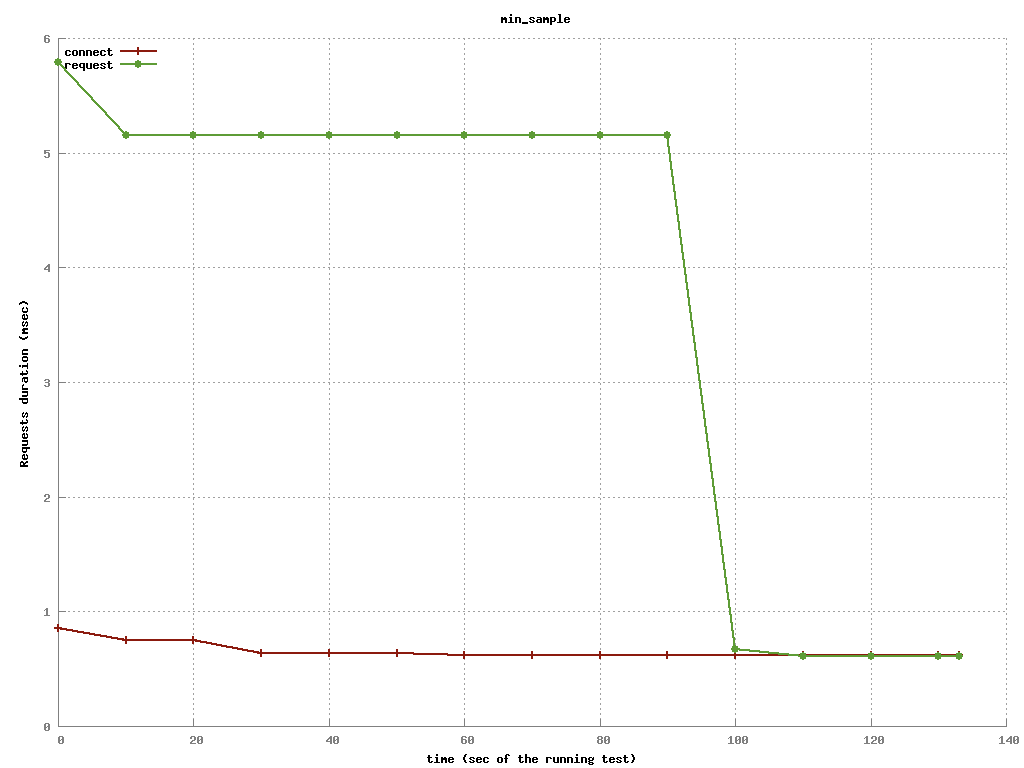 min_sample
connect
request
6
5
4
3
2
1
0
Requests duration (msec)
0 20 40 60 80 100 120 140
time (sec of the running test)